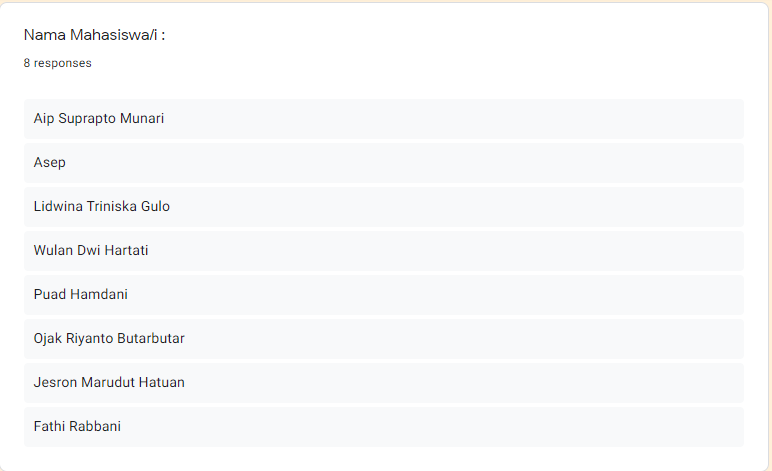 Nama Mahasiswa/i :
8 responses
Aip Suprapto Munari
Asep
Lidwina Triniska Gulo
Wulan Dwi Hartati
Puad Hamdani
Ojak Riyanto Butarbutar
Jesron Marudut Hatuan
Fathi Rabbani